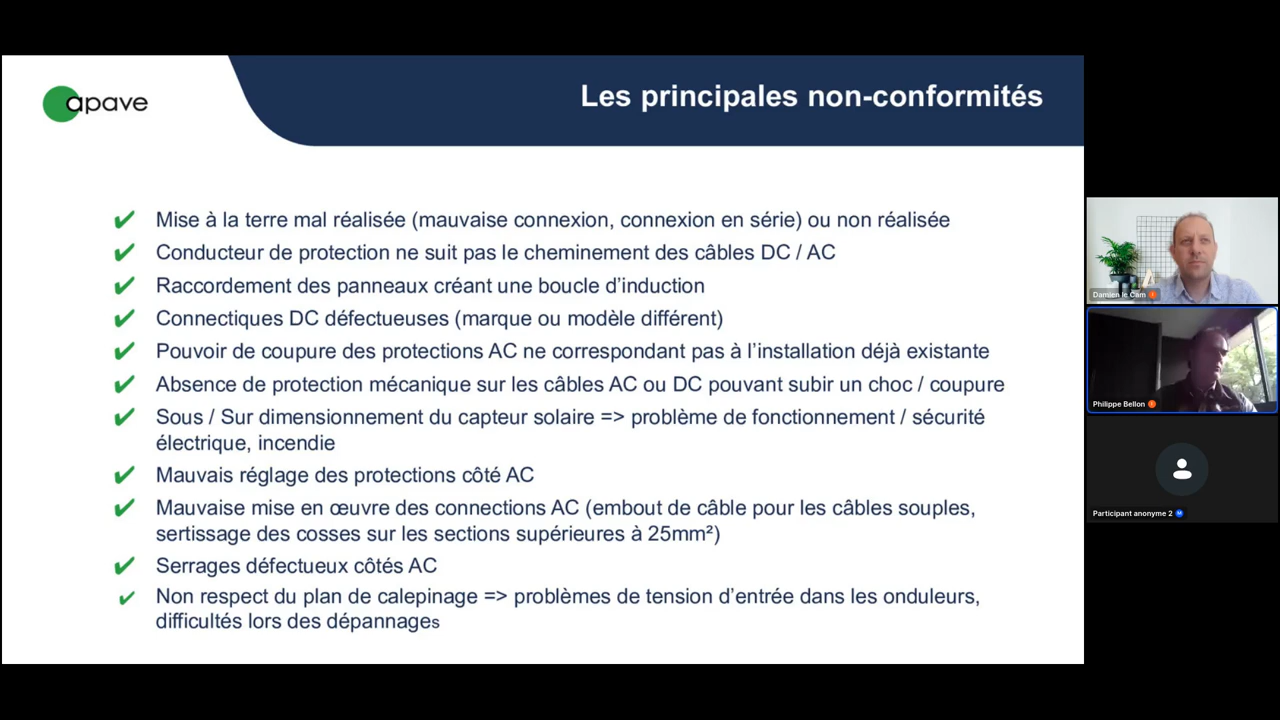 apave
Les principales non-conformités
Mise à la terre mal réalisée (mauvaise connexion, connexion en série) ou non réalisée
Conducteur de protection ne suit pas le cheminement des câbles DC / AC
Raccordement des panneaux créant une boucle d’induction
Connectiques DC défectueuses (marque ou modèle différent)
Pouvoir de coupure des protections AC ne correspondant pas à l’installation déjà existante
Absence de protection mécanique sur les câbles AC ou DC pouvant subir un choc / coupure
Sous / Sur dimensionnement du capteur solaire => problème de fonctionnement / sécurité
électrique, incendie
Mauvais réglage des protections côté AC
Mauvaise mise en œuvre des connections AC (embout de câble pour les câbles souples,
sertissage des cosses sur les sections supérieures à 25mm²)
Serrages défectueux côtés AC
Non respect du plan de calepinage => problèmes de tension d’entrée dans les onduleurs,
difficultés lors des dépannages
Damien le Cam
Philippe Bellon
Participant anonyme 2 M